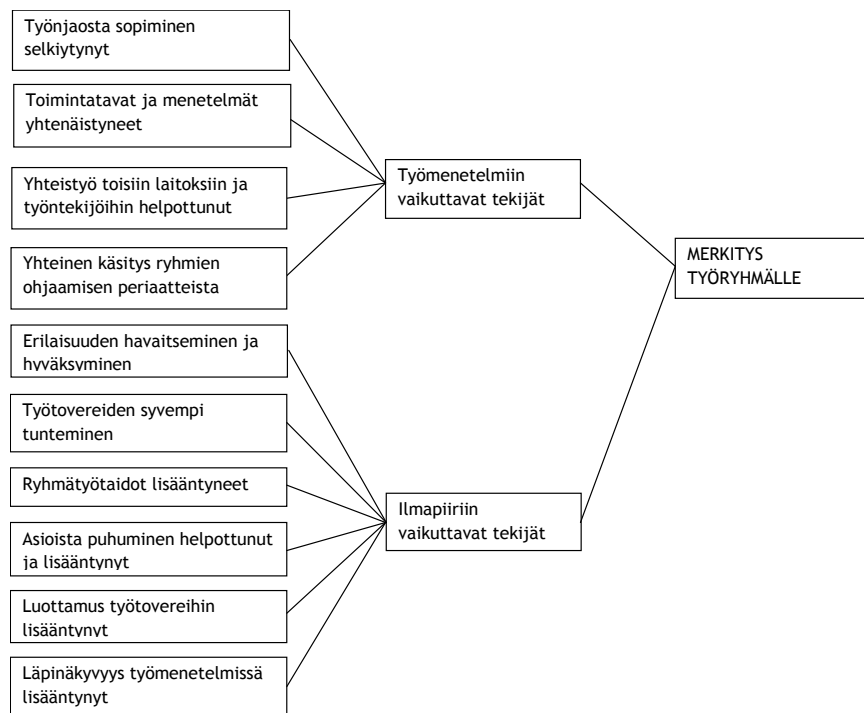 Työnjaosta sopiminen
selkiytynyt
Toimintatavat ja menetelmät
yhtenäistyneet
Yhteistyö toisiin laitoksiin ja
työntekijöihin helpottunut
Yhteinen käsitys ryhmien
ohjaamisen periaatteista
Erilaisuuden havaitseminen ja
hyväksyminen
Työtovereiden syvempi
tunteminen
Ryhmätyötaidot lisääntyneet
Asioista puhuminen helpottunut
ja lisääntynyt
Luottamus työtovereihin
lisääntynyt
Läpinäkyvyys työmenetelmissä
lisääntynyt
Työmenetelmiin
vaikuttavat tekijät
Ilmapiiriin
vaikuttavat tekijät
MERKITYS
TYÖRYHMÄLLE